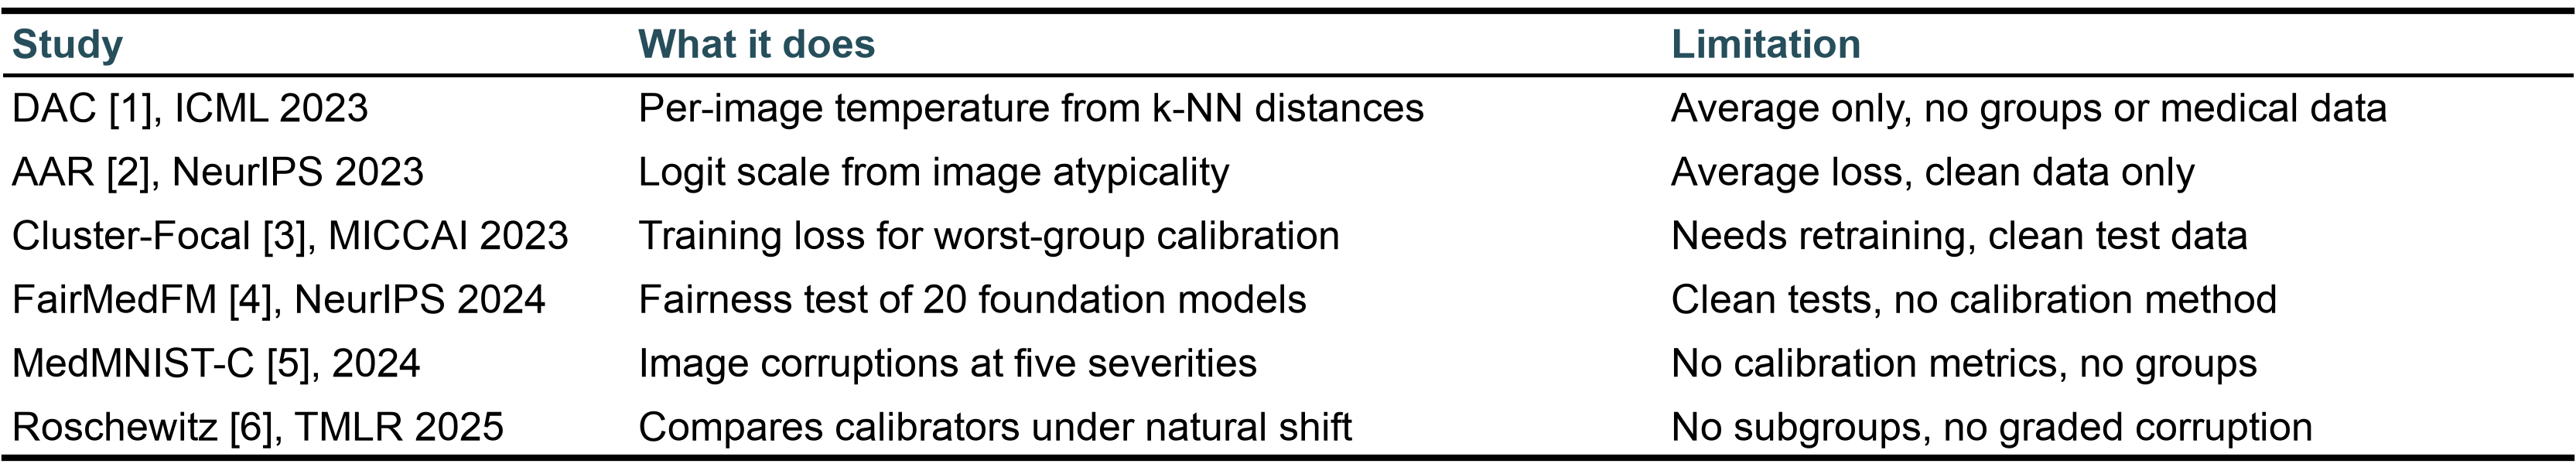 Study What it does Limitation
DAC [1], ICML 2023 Per-image temperature from k-NN distances Average only, no groups or medical data
AAR [2], NeurIPS 2023 Logit scale from image atypicality Average loss, clean data only
Cluster-Focal [3], MICCAI 2023 Training loss for worst-group calibration Needs retraining, clean test data
FairMedFM [4], NeurIPS 2024 Fairness test of 20 foundation models Clean tests, no calibration method
MedMNIST-C [5], 2024 Image corruptions at five severities No calibration metrics, no groups
Roschewitz [6], TMLR 2025 Compares calibrators under natural shift No subgroups, no graded corruption